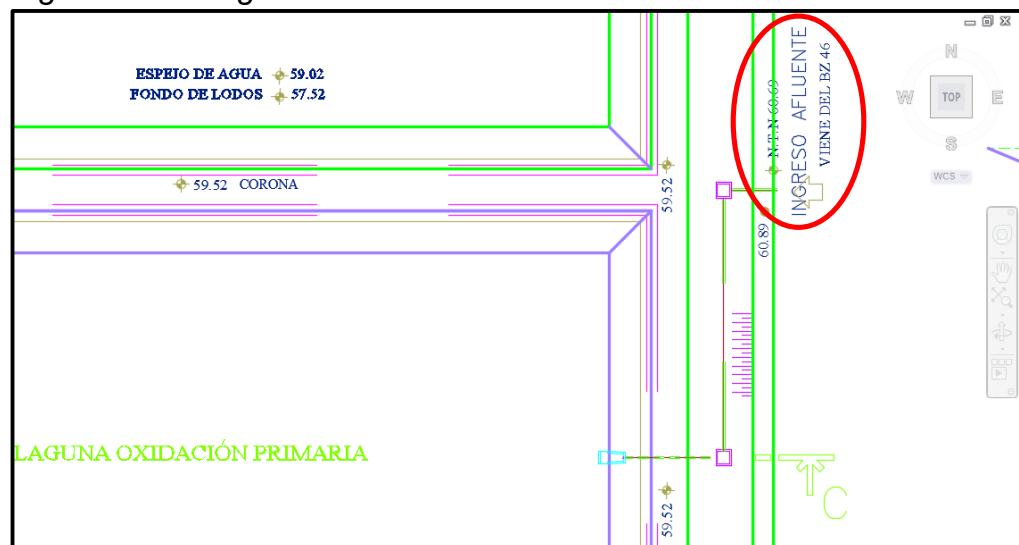 ESPEJO DE AGUA 59.02
FONDO DE LODOS 57.52
59.52 CORONA
59.52
N.T.N 60.69
INGRESO AFLUENTE
VIENE DEL BZ 46
60.89
LAGUNA OXIDACIÓN PRIMARIA
59.52
C
N
W
TOP
E
S
WCS